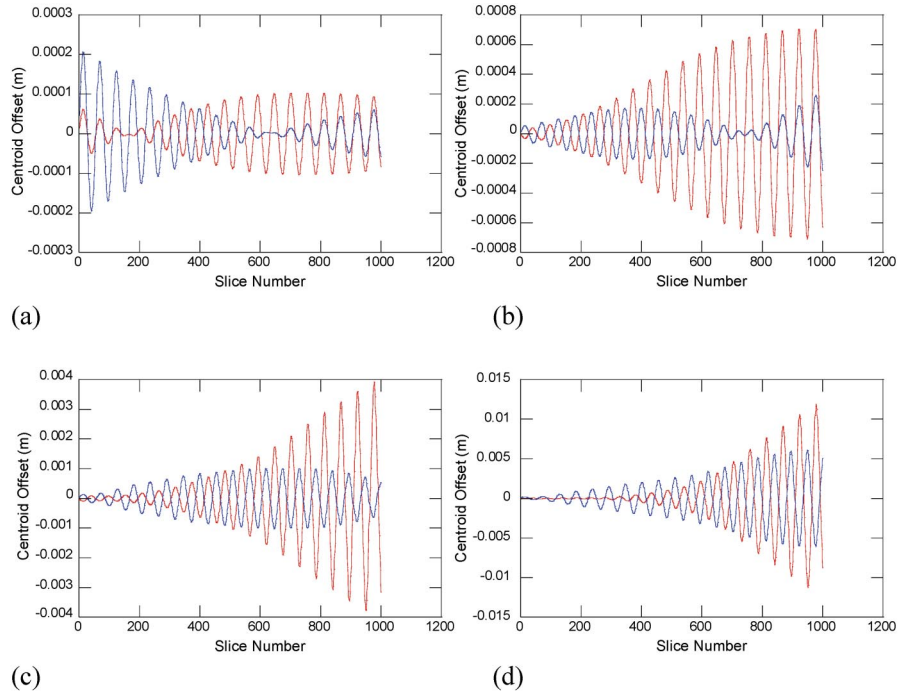 0.0003
0.0002
0.0001
0
-0.0001
-0.0002
-0.0003
Centroid Offset (m)
0 200 400 600 800 1000 1200
Slice Number
(a)
0.0008
0.0006
0.0004
0.0002
0
-0.0002
-0.0004
-0.0006
-0.0008
Centroid Offset (m)
0 200 400 600 800 1000 1200
Slice Number
(b)
0.004
0.003
0.002
0.001
0
-0.001
-0.002
-0.003
-0.004
Centroid Offset (m)
0 200 400 600 800 1000 1200
Slice Number
(c)
0.015
0.01
0.005
0
-0.005
-0.01
-0.015
Centroid Offset (m)
0 200 400 600 800 1000 1200
Slice Number
(d)